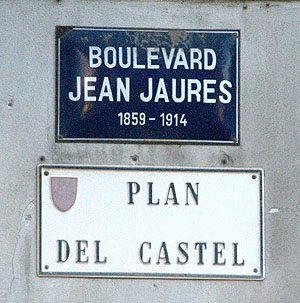 BOULEVARD
JEAN JAURES
1859 - 1914
PLAN
DEL CASTEL